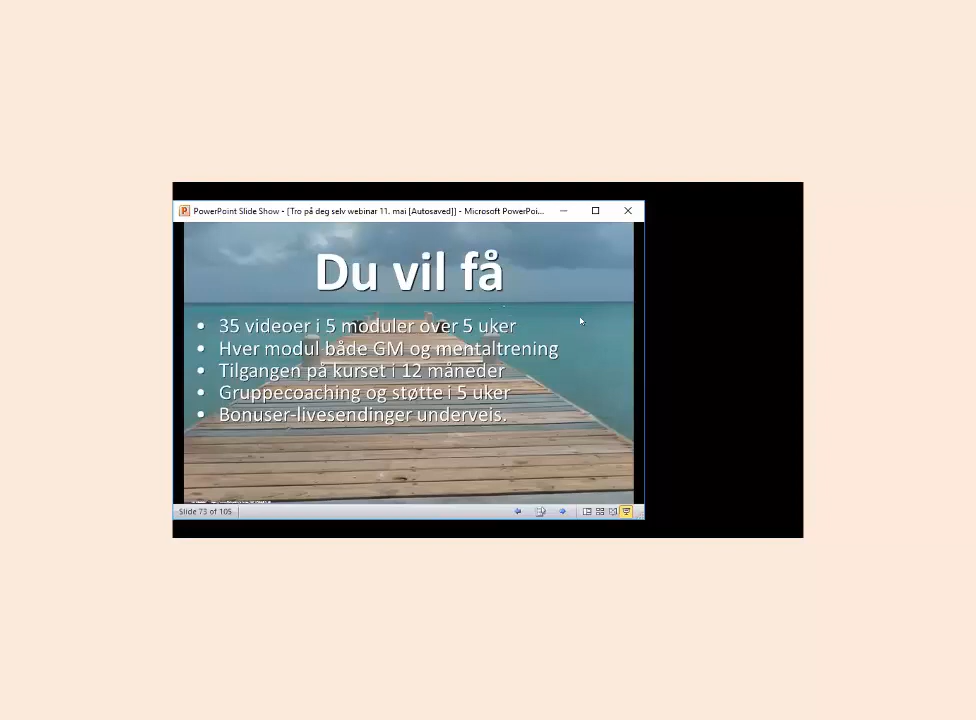 PowerPoint Slide Show - [Tro på deg selv webinar 11. mai [Autosaved]] - Microsoft PowerPoi...
Du vil få
• 35 videoer i 5 moduler over 5 uker
• Hver modul både GM og mentaltrening
• Tilgangen på kurset i 12 måneder
• Gruppecoaching og støtte i 5 uker
• Bonuser-livesendinger underveis.
Slide 73 of 105